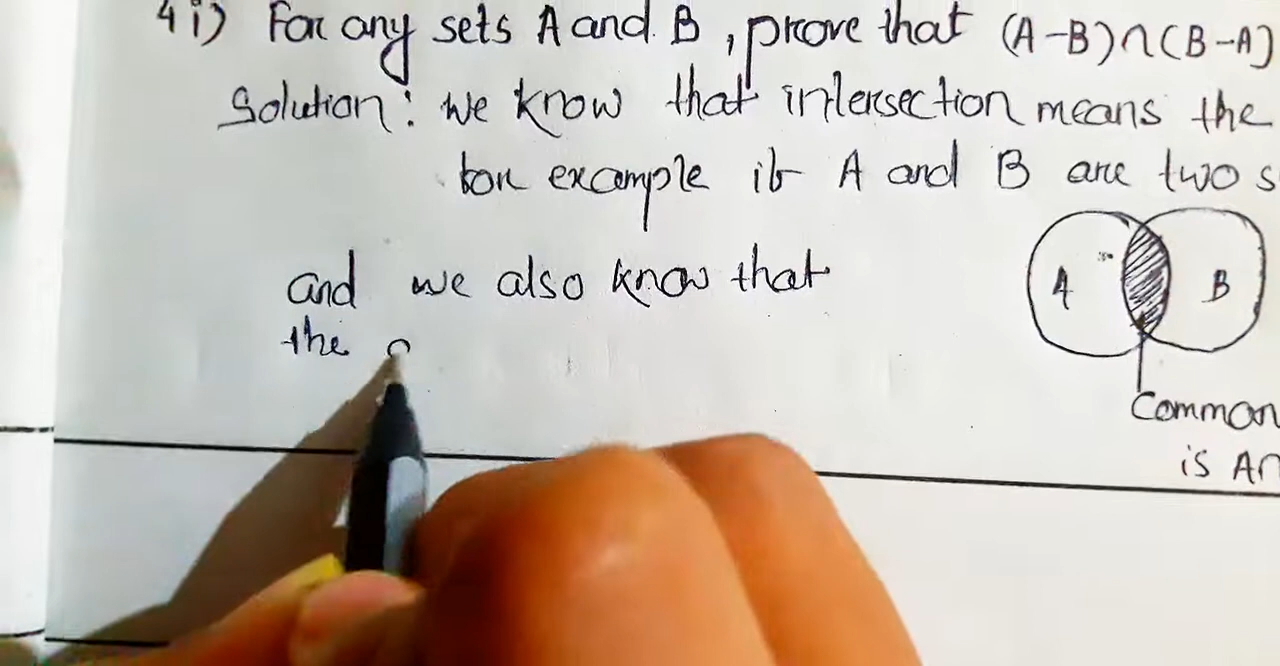 4 i) For any sets A and B, prove that (A-B)∩(B-A)
Solution: we know that intersection means the
for example if A and B are two s
and we also know that
the
A
B
Common
is A∩